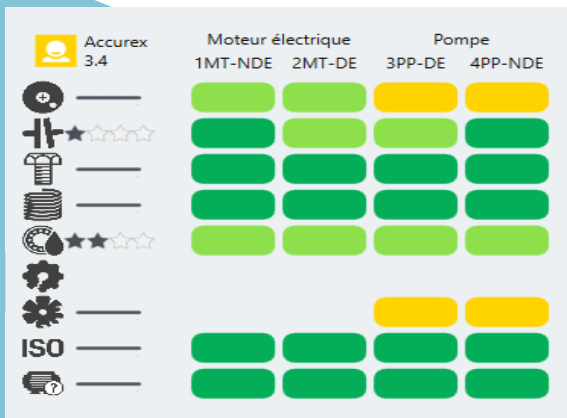 Accurex
3.4
Moteur électrique
Pompe
1MT-NDE 2MT-DE 3PP-DE 4PP-NDE
ISO